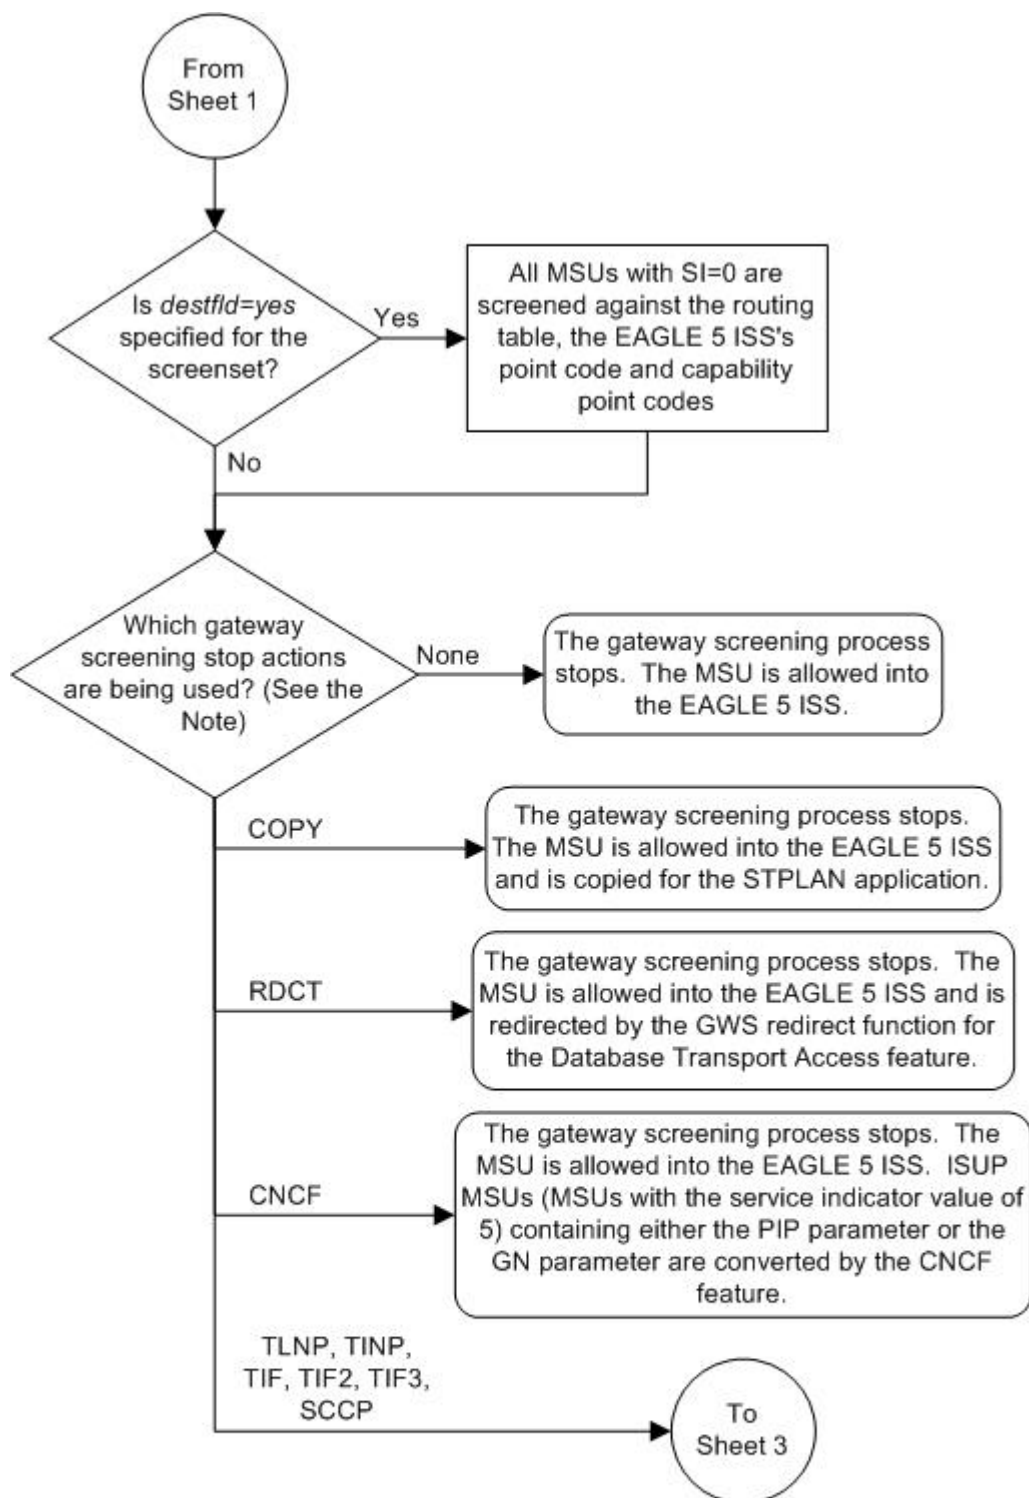 From
Sheet 1
Is destfld=yes
specified for the
screenset?
Yes
All MSUs with SI=0 are
screened against the routing
table, the EAGLE 5 ISS's
point code and capability
point codes
No
Which gateway
screening stop actions
are being used? (See the
Note)
None
The gateway screening process
stops. The MSU is allowed into
the EAGLE 5 ISS.
COPY
The gateway screening process stops.
The MSU is allowed into the EAGLE 5 ISS
and is copied for the STPLAN application.
RDCT
The gateway screening process stops. The
MSU is allowed into the EAGLE 5 ISS and is
redirected by the GWS redirect function for
the Database Transport Access feature.
CNCF
The gateway screening process stops. The
MSU is allowed into the EAGLE 5 ISS. ISUP
MSUs (MSUs with the service indicator value of
5) containing either the PIP parameter or the
GN parameter are converted by the CNCF
feature.
TLNP, TINP,
TIF, TIF2, TIF3,
SCCP
To
Sheet 3